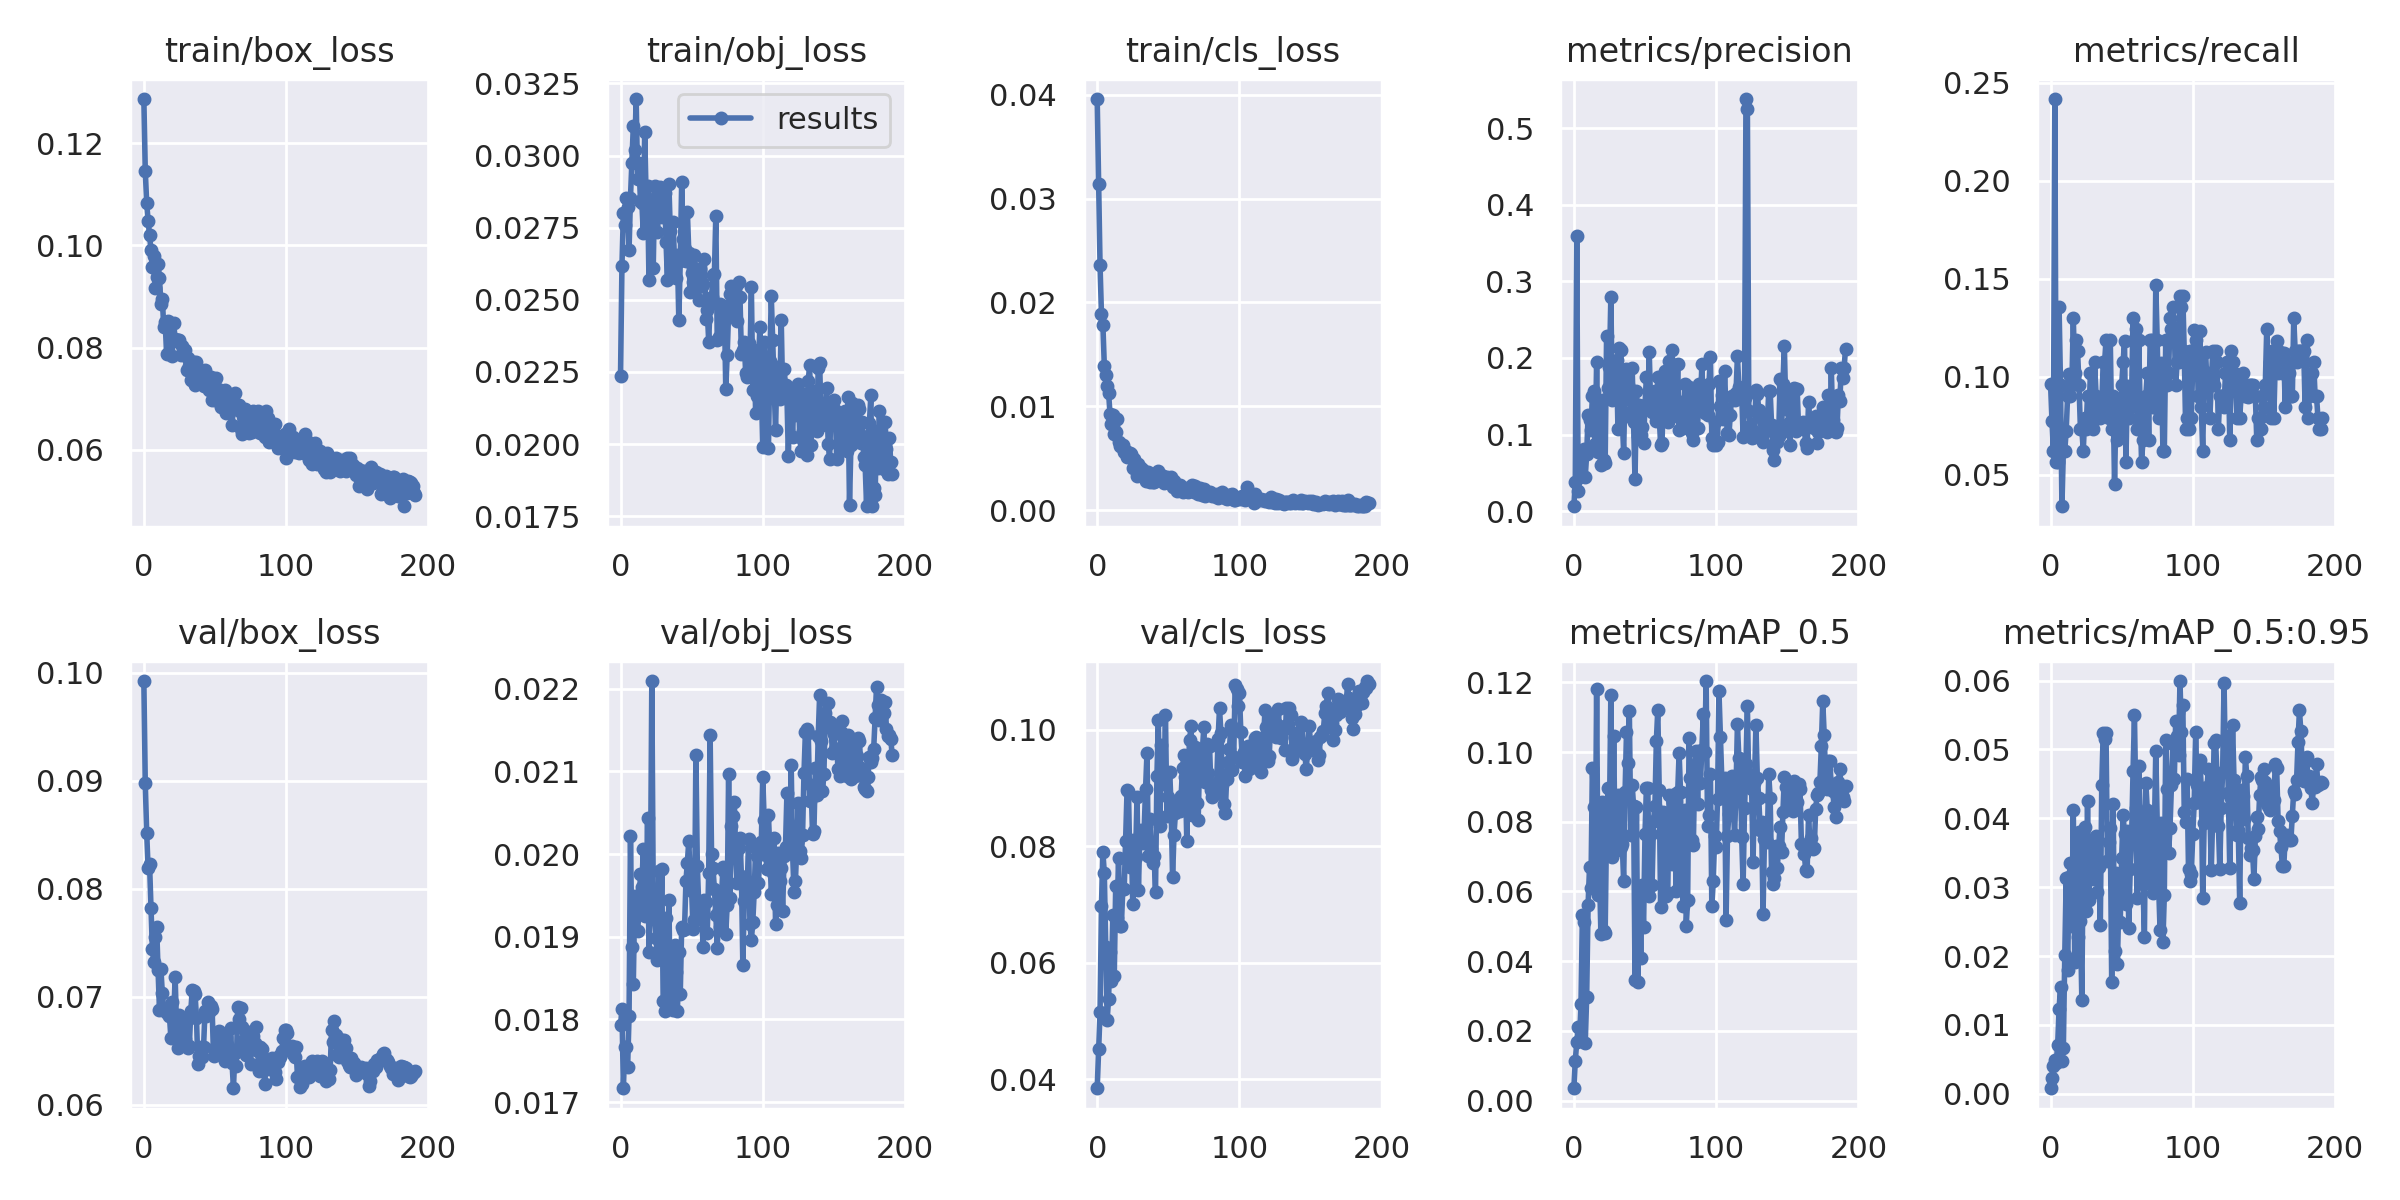 train/box_loss
0.12
0.10
0.08
0.06
0 100 200
train/obj_loss
results
0.0325
0.0300
0.0275
0.0250
0.0225
0.0200
0.0175
0 100 200
train/cls_loss
0.04
0.03
0.02
0.01
0.00
0 100 200
metrics/precision
0.5
0.4
0.3
0.2
0.1
0.0
0 100 200
metrics/recall
0.25
0.20
0.15
0.10
0.05
0 100 200
val/box_loss
0.10
0.09
0.08
0.07
0.06
0 100 200
val/obj_loss
0.022
0.021
0.020
0.019
0.018
0.017
0 100 200
val/cls_loss
0.10
0.08
0.06
0.04
0 100 200
metrics/mAP_0.5
0.12
0.10
0.08
0.06
0.04
0.02
0.00
0 100 200
metrics/mAP_0.5:0.95
0.06
0.05
0.04
0.03
0.02
0.01
0.00
0 100 200